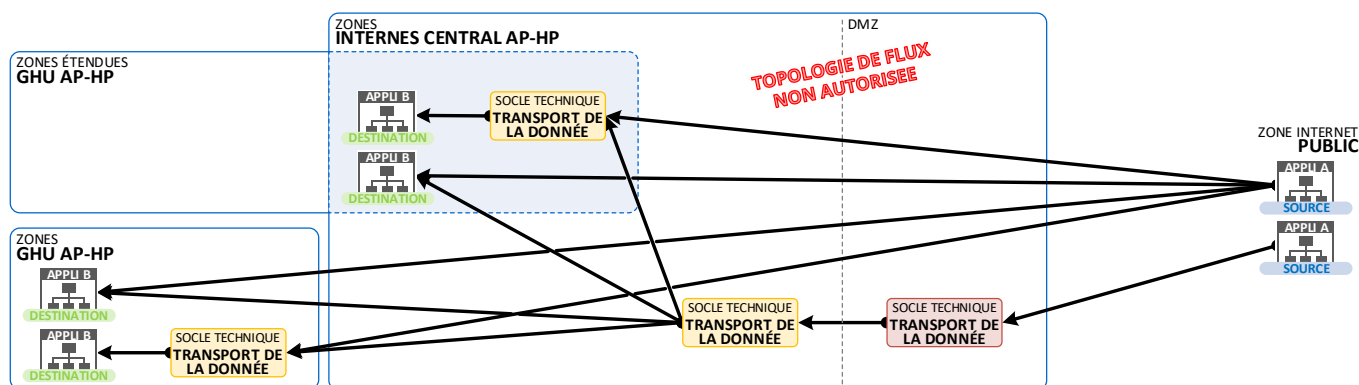 ZONES
INTERNES CENTRAL AP-HP
DMZ
ZONES ÉTENDUES
GHU AP-HP
TOPOLOGIE DE FLUX
NON AUTORISEE
APPLI B
DESTINATION
SOCLE TECHNIQUE
TRANSPORT DE
LA DONNÉE
APPLI B
DESTINATION
ZONE INTERNET
PUBLIC
APPLI A
SOURCE
APPLI A
SOURCE
ZONES
GHU AP-HP
APPLI B
DESTINATION
APPLI B
DESTINATION
SOCLE TECHNIQUE
TRANSPORT DE
LA DONNÉE
SOCLE TECHNIQUE
TRANSPORT DE
LA DONNÉE
SOCLE TECHNIQUE
TRANSPORT DE
LA DONNÉE